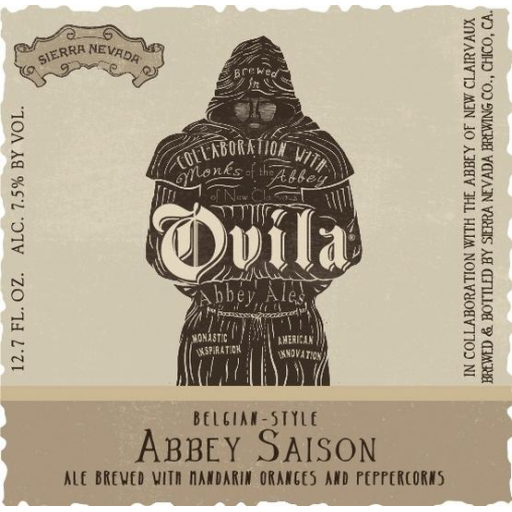 SIERRA NEVADA
Brewed
In
COLLABORATION WITH
Monks of the Abbey
of New Clairvaux
Ovila®
Abbey Ales
MONASTIC
INSPIRATION
AMERICAN
INNOVATION
12.7 FL. OZ. ALC. 7.5% BY VOL.
IN COLLABORATION WITH THE ABBEY OF NEW CLAIRVAUX
BREWED & BOTTLED BY SIERRA NEVADA BREWING CO., CHICO, CA.
BELGIAN-STYLE
ABBEY SAISON
ALE BREWED WITH MANDARIN ORANGES AND PEPPERCORNS